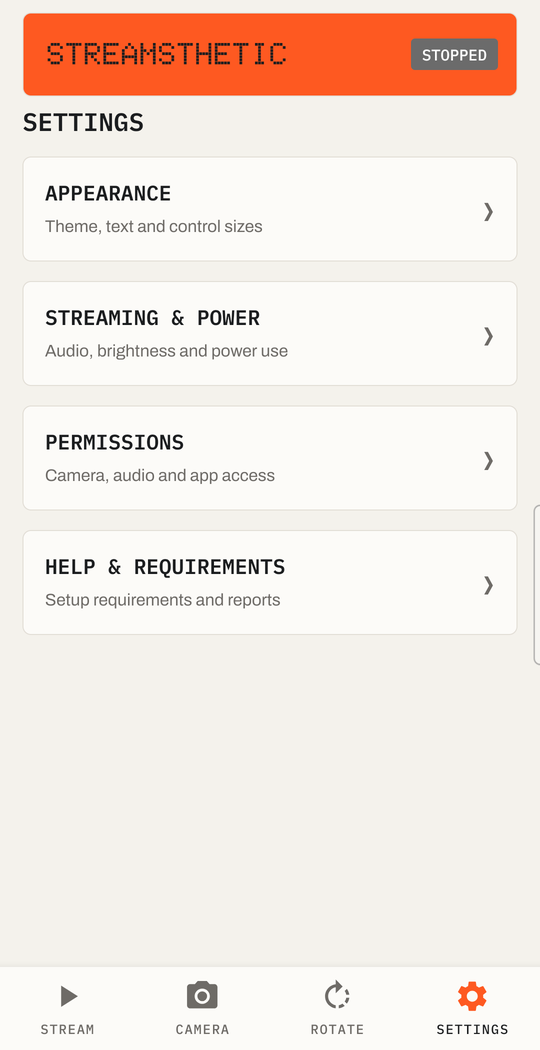 STREAMSTHETIC
STOPPED
SETTINGS
APPEARANCE
Theme, text and control sizes
STREAMING & POWER
Audio, brightness and power use
PERMISSIONS
Camera, audio and app access
HELP & REQUIREMENTS
Setup requirements and reports
STREAM
CAMERA
ROTATE
SETTINGS